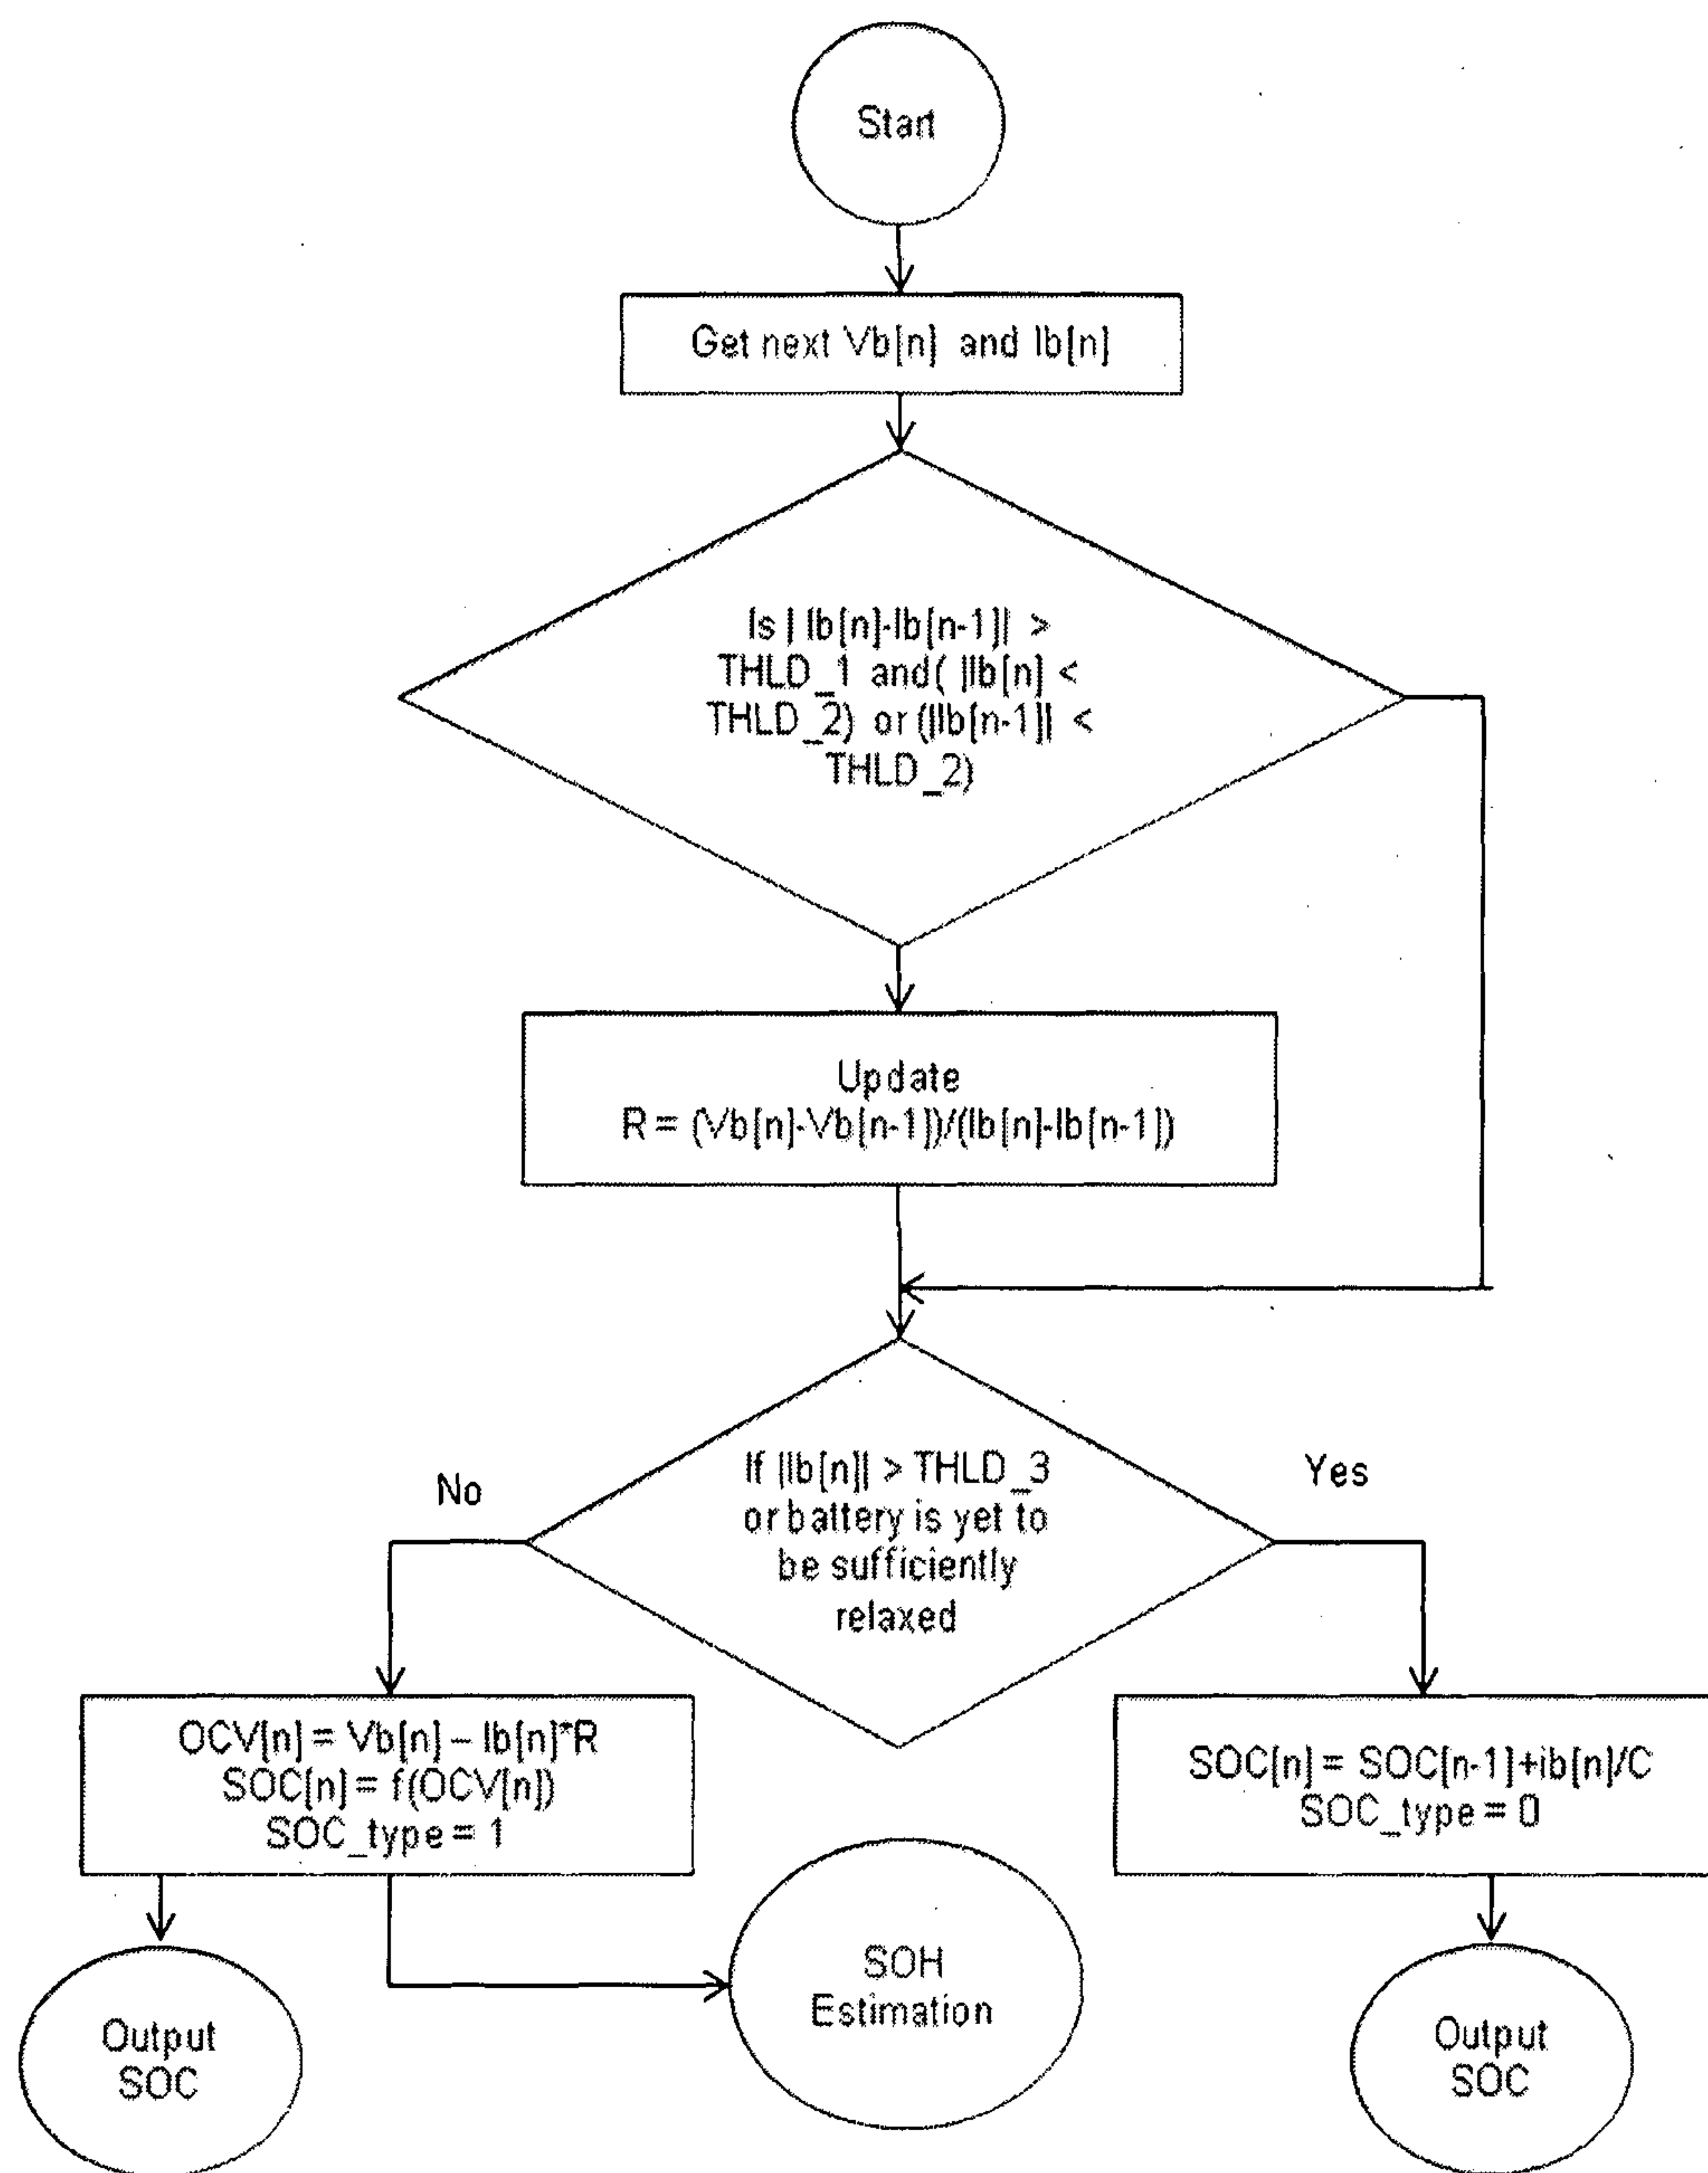 Start
Get next Vb[n] and Ib[n]
Is | Ib[n]-Ib[n-1]| >
THLD_1 and( |Ib[n] <
THLD_2) or (|Ib[n-1]| <
THLD_2)
Update
R = (Vb[n]-Vb[n-1])/(Ib[n]-Ib[n-1])
No
If |Ib[n]| > THLD_3
or battery is yet to
be sufficiently
relaxed
Yes
OCV[n] = Vb[n] – Ib[n]*R
SOC[n] = f(OCV[n])
SOC_type = 1
SOC[n] = SOC[n-1]+ib[n]/C
SOC_type = 0
Output
SOC
SOH
Estimation
Output
SOC